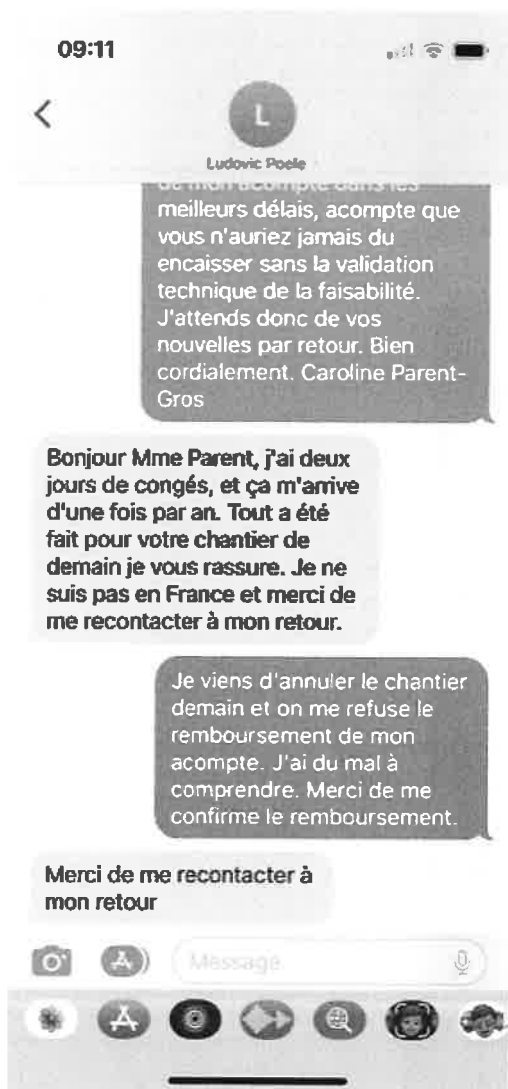 09:11
L
Ludovic Poele
de mon acompte dans les
meilleurs délais, acompte que
vous n'auriez jamais du
encaisser sans la validation
technique de la faisabilité.
J'attends donc de vos
nouvelles par retour. Bien
cordialement. Caroline Parent-
Gros
Bonjour Mme Parent, j'ai deux
jours de congés, et ça m'arrive
d'une fois par an. Tout a été
fait pour votre chantier de
demain je vous rassure. Je ne
suis pas en France et merci de
me recontacter à mon retour.
Je viens d'annuler le chantier
demain et on me refuse le
remboursement de mon
acompte. J'ai du mal à
comprendre. Merci de me
confirme le remboursement.
Merci de me recontacter à
mon retour
Message